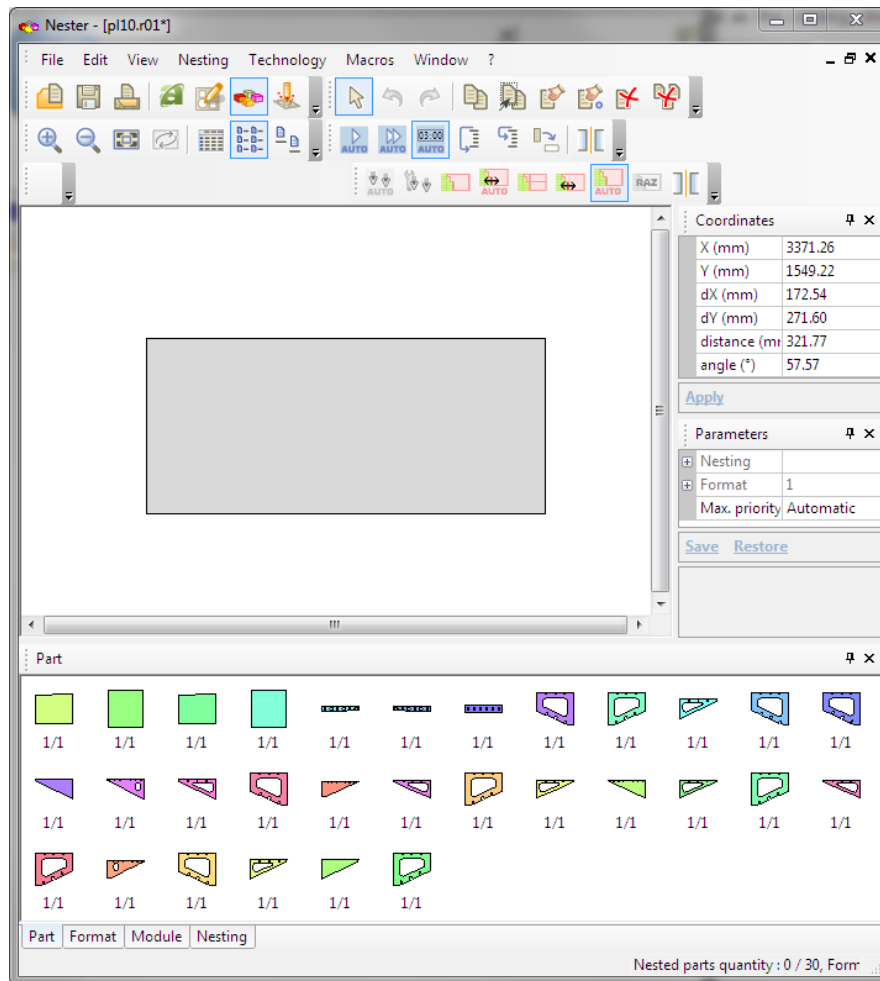 Nester - [pl10.r01*]
File Edit View Nesting Technology Macros Window ?
AUTO AUTO 03:00 AUTO
AUTO AUTO AUTO RAZ
Coordinates
X (mm) 3371.26
Y (mm) 1549.22
dX (mm) 172.54
dY (mm) 271.60
distance (mm 321.77
angle (°) 57.57
Apply
Parameters
Nesting
Format 1
Max. priority Automatic
Save Restore
Part
1/1 1/1 1/1 1/1 1/1 1/1 1/1 1/1 1/1 1/1 1/1 1/1
1/1 1/1 1/1 1/1 1/1 1/1 1/1 1/1 1/1 1/1 1/1 1/1
1/1 1/1 1/1 1/1 1/1 1/1
Part Format Module Nesting
Nested parts quantity : 0 / 30, Form